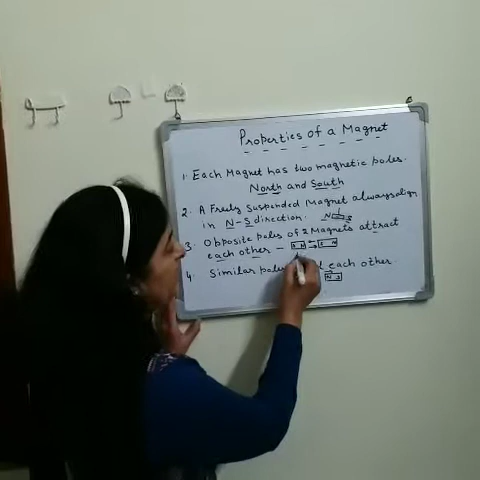 Properties of a Magnet
1. Each Magnet has two magnetic poles.
North and South
2. A Freely Suspended Magnet always align
in N-S direction. N S
3. Opposite poles of 2 Magnets attract
each other - S N
4. Similar poles each other.
N S